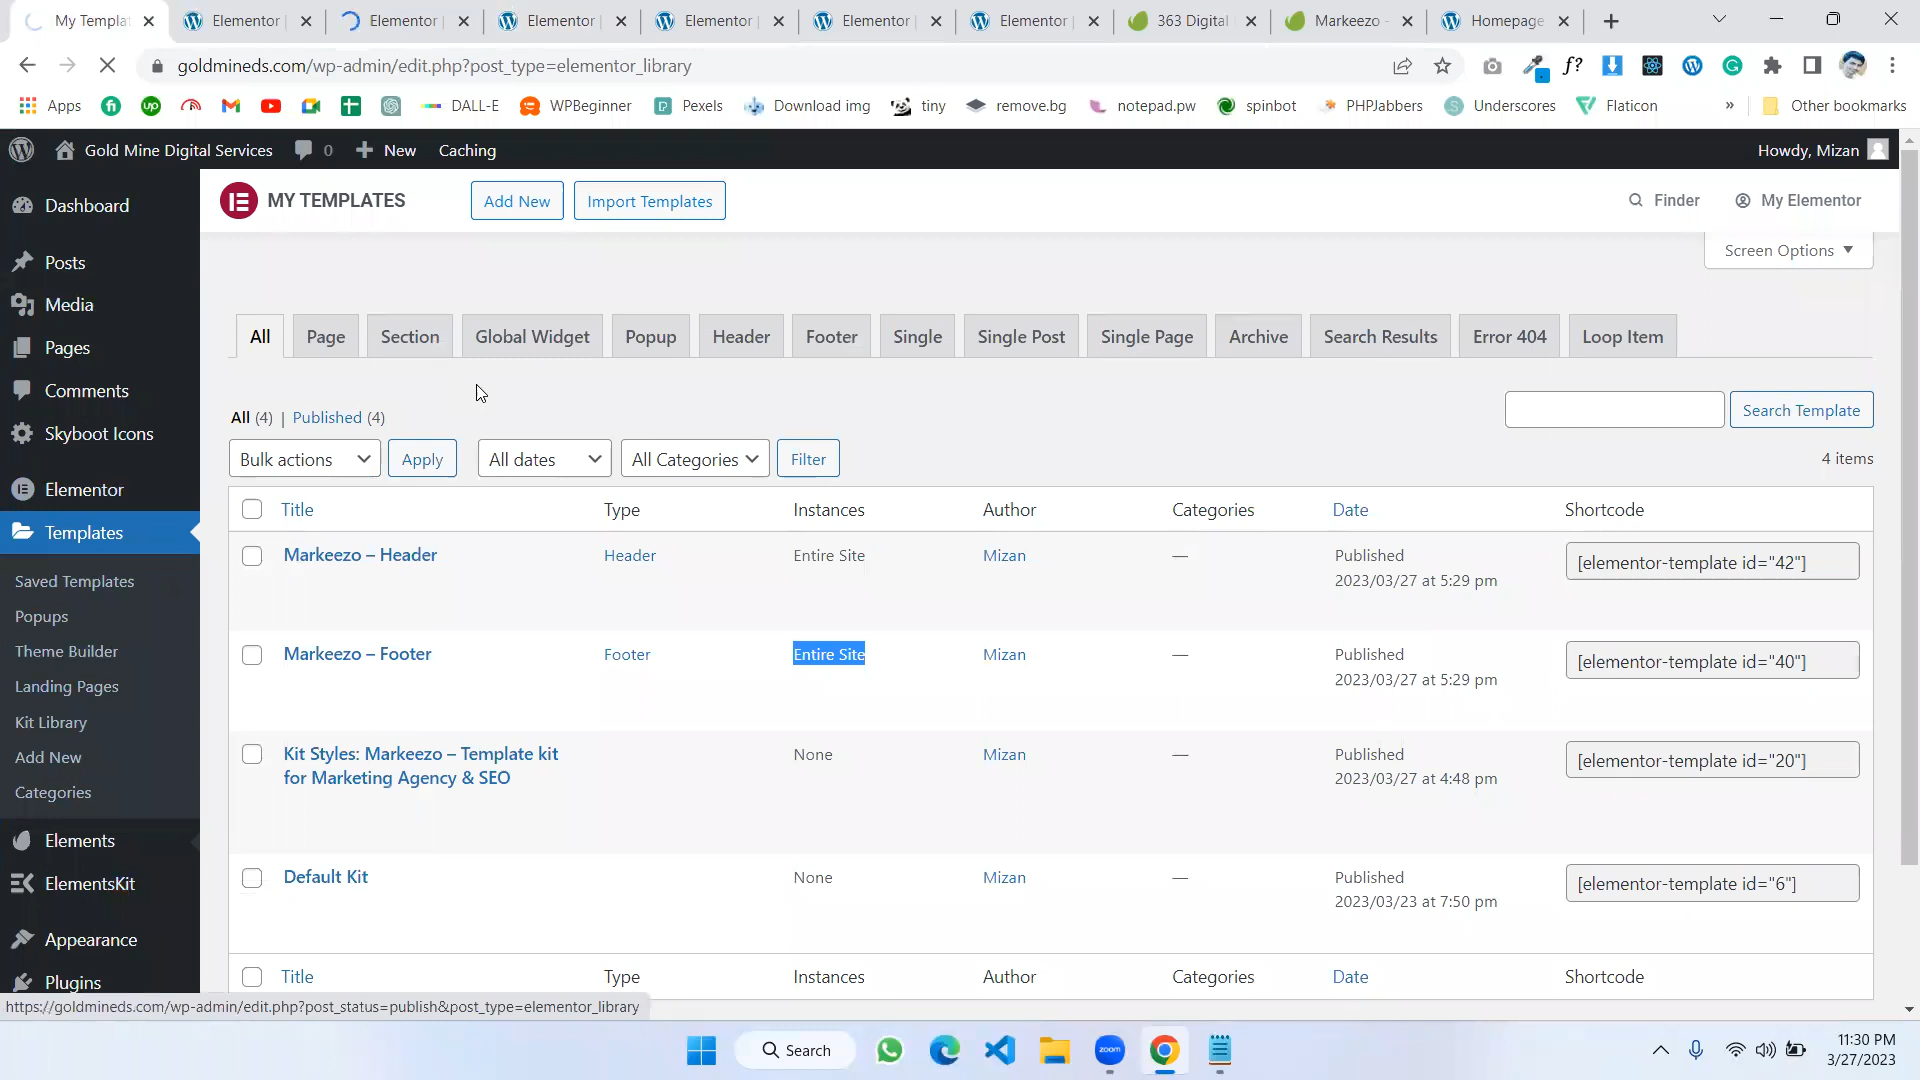 My Templat Elementor Elementor Elementor Elementor Elementor Elementor 363 Digital Markeezo - Homepage
goldmineds.com/wp-admin/edit.php?post_type=elementor_library f?
Apps DALL-E WPBeginner Pexels Download img tiny remove.bg notepad.pw spinbot PHPJabbers Underscores Flaticon » Other bookmarks
Gold Mine Digital Services 0 New Caching Howdy, Mizan
MY TEMPLATES Add New Import Templates Finder My Elementor
Screen Options
Dashboard
Posts
Media
Pages
Comments
Skyboot Icons
Elementor
Templates
Saved Templates
Popups
Theme Builder
Landing Pages
Kit Library
Add New
Categories
Elements
ElementsKit
Appearance
Plugins
All Page Section Global Widget Popup Header Footer Single Single Post Single Page Archive Search Results Error 404 Loop Item
All (4) | Published (4)
Search Template
Bulk actions Apply All dates All Categories Filter 4 items
Title Type Instances Author Categories Date Shortcode
Markeezo – Header Header Entire Site Mizan — Published [elementor-template id="42"]
2023/03/27 at 5:29 pm
Markeezo – Footer Footer Entire Site Mizan — Published [elementor-template id="40"]
2023/03/27 at 5:29 pm
Kit Styles: Markeezo – Template kit None Mizan — Published [elementor-template id="20"]
for Marketing Agency & SEO 2023/03/27 at 4:48 pm
Default Kit None Mizan — Published [elementor-template id="6"]
2023/03/23 at 7:50 pm
Title Type Instances Author Categories Date Shortcode
https://goldmineds.com/wp-admin/edit.php?post_status=publish&post_type=elementor_library
Search zoom 11:30 PM
3/27/2023